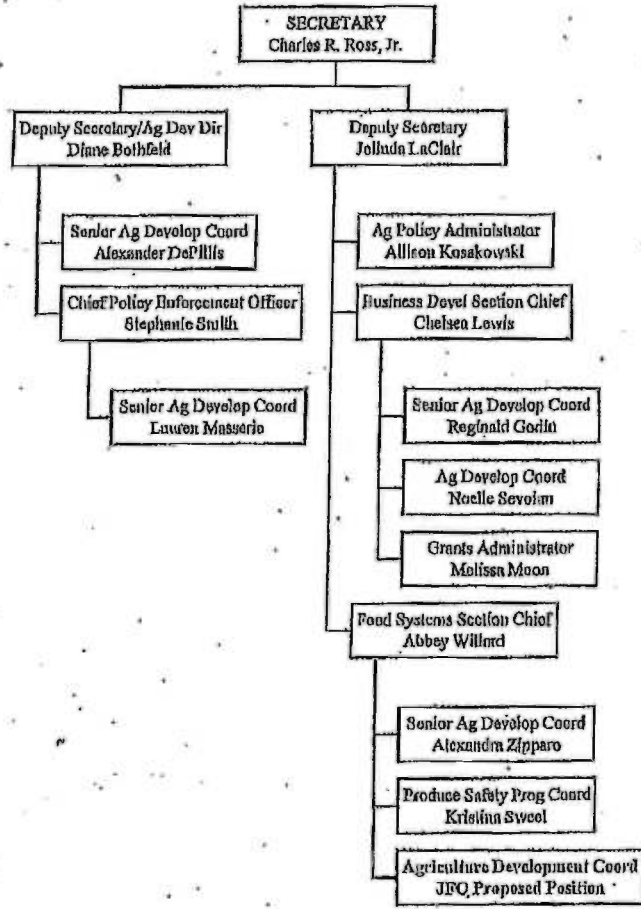 SECRETARY
Charles R. Ross, Jr.
Deputy Secretary/Ag Dev Dir
Diane Bothfeld
Deputy Secretary
Jolinda LaClair
Senior Ag Develop Coord
Alexander DePillis
Chief Policy Enforcement Officer
Stephanie Smith
Senior Ag Develop Coord
Lauren Masseria
Ag Policy Administrator
Allison Kosakowski
Business Devel Section Chief
Chelsea Lewis
Senior Ag Develop Coord
Reginald Godin
Ag Develop Coord
Noelle Sevoian
Grants Administrator
Melissa Moon
Food Systems Section Chief
Abbey Willard
Senior Ag Develop Coord
Alexandra Zipparo
Produce Safety Prog Coord
Kristina Sweet
Agriculture Development Coord
JFO Proposed Position